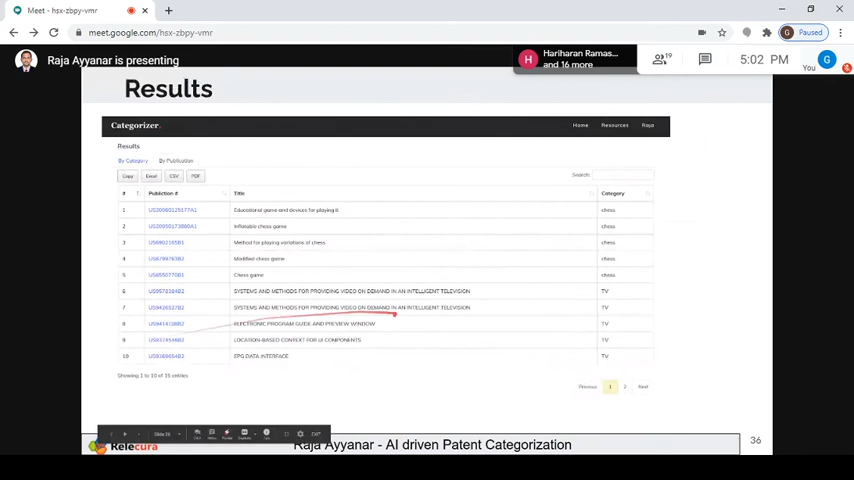 Meet - hsx-zbpy-vmr
meet.google.com/hsx-zbpy-vmr
G Paused
Raja Ayyanar is presenting
H Hariharan Ramas...
and 16 more
19
5:02 PM
You
G
Results
Categorizer.
Home Resources Raja
Results
By Category By Publication
Copy Excel CSV PDF
Search:
# Publiction # Title Category
1 Educational game and devices for playing it chess
2 Inflatable chess game chess
3 Method for playing variations of chess chess
4 Modified chess game chess
5 Chess game chess
6 SYSTEMS AND METHODS FOR PROVIDING VIDEO ON DEMAND IN AN INTELLIGENT TELEVISION TV
7 SYSTEMS AND METHODS FOR PROVIDING VIDEO ON DEMAND IN AN INTELLIGENT TELEVISION TV
8 ELECTRONIC PROGRAM GUIDE AND PREVIEW WINDOW TV
9 LOCATION-BASED CONTEXT FOR UI COMPONENTS TV
10 EPG DATA INTERFACE TV
Showing 1 to 10 of 15 entries
Previous 1 2 Next
EXIT
Relecura
Raja Ayyanar - AI driven Patent Categorization
36